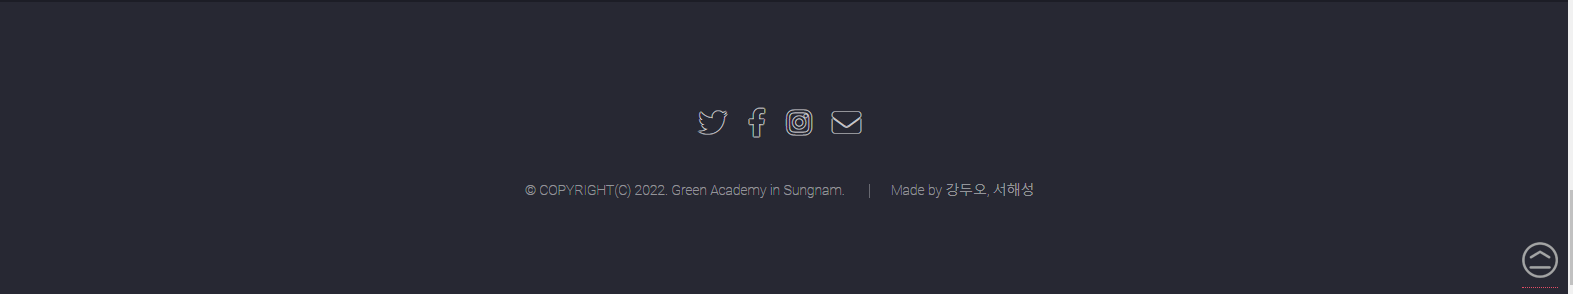 © COPYRIGHT(C) 2022. Green Academy in Sungnam. | Made by 강두오, 서해성